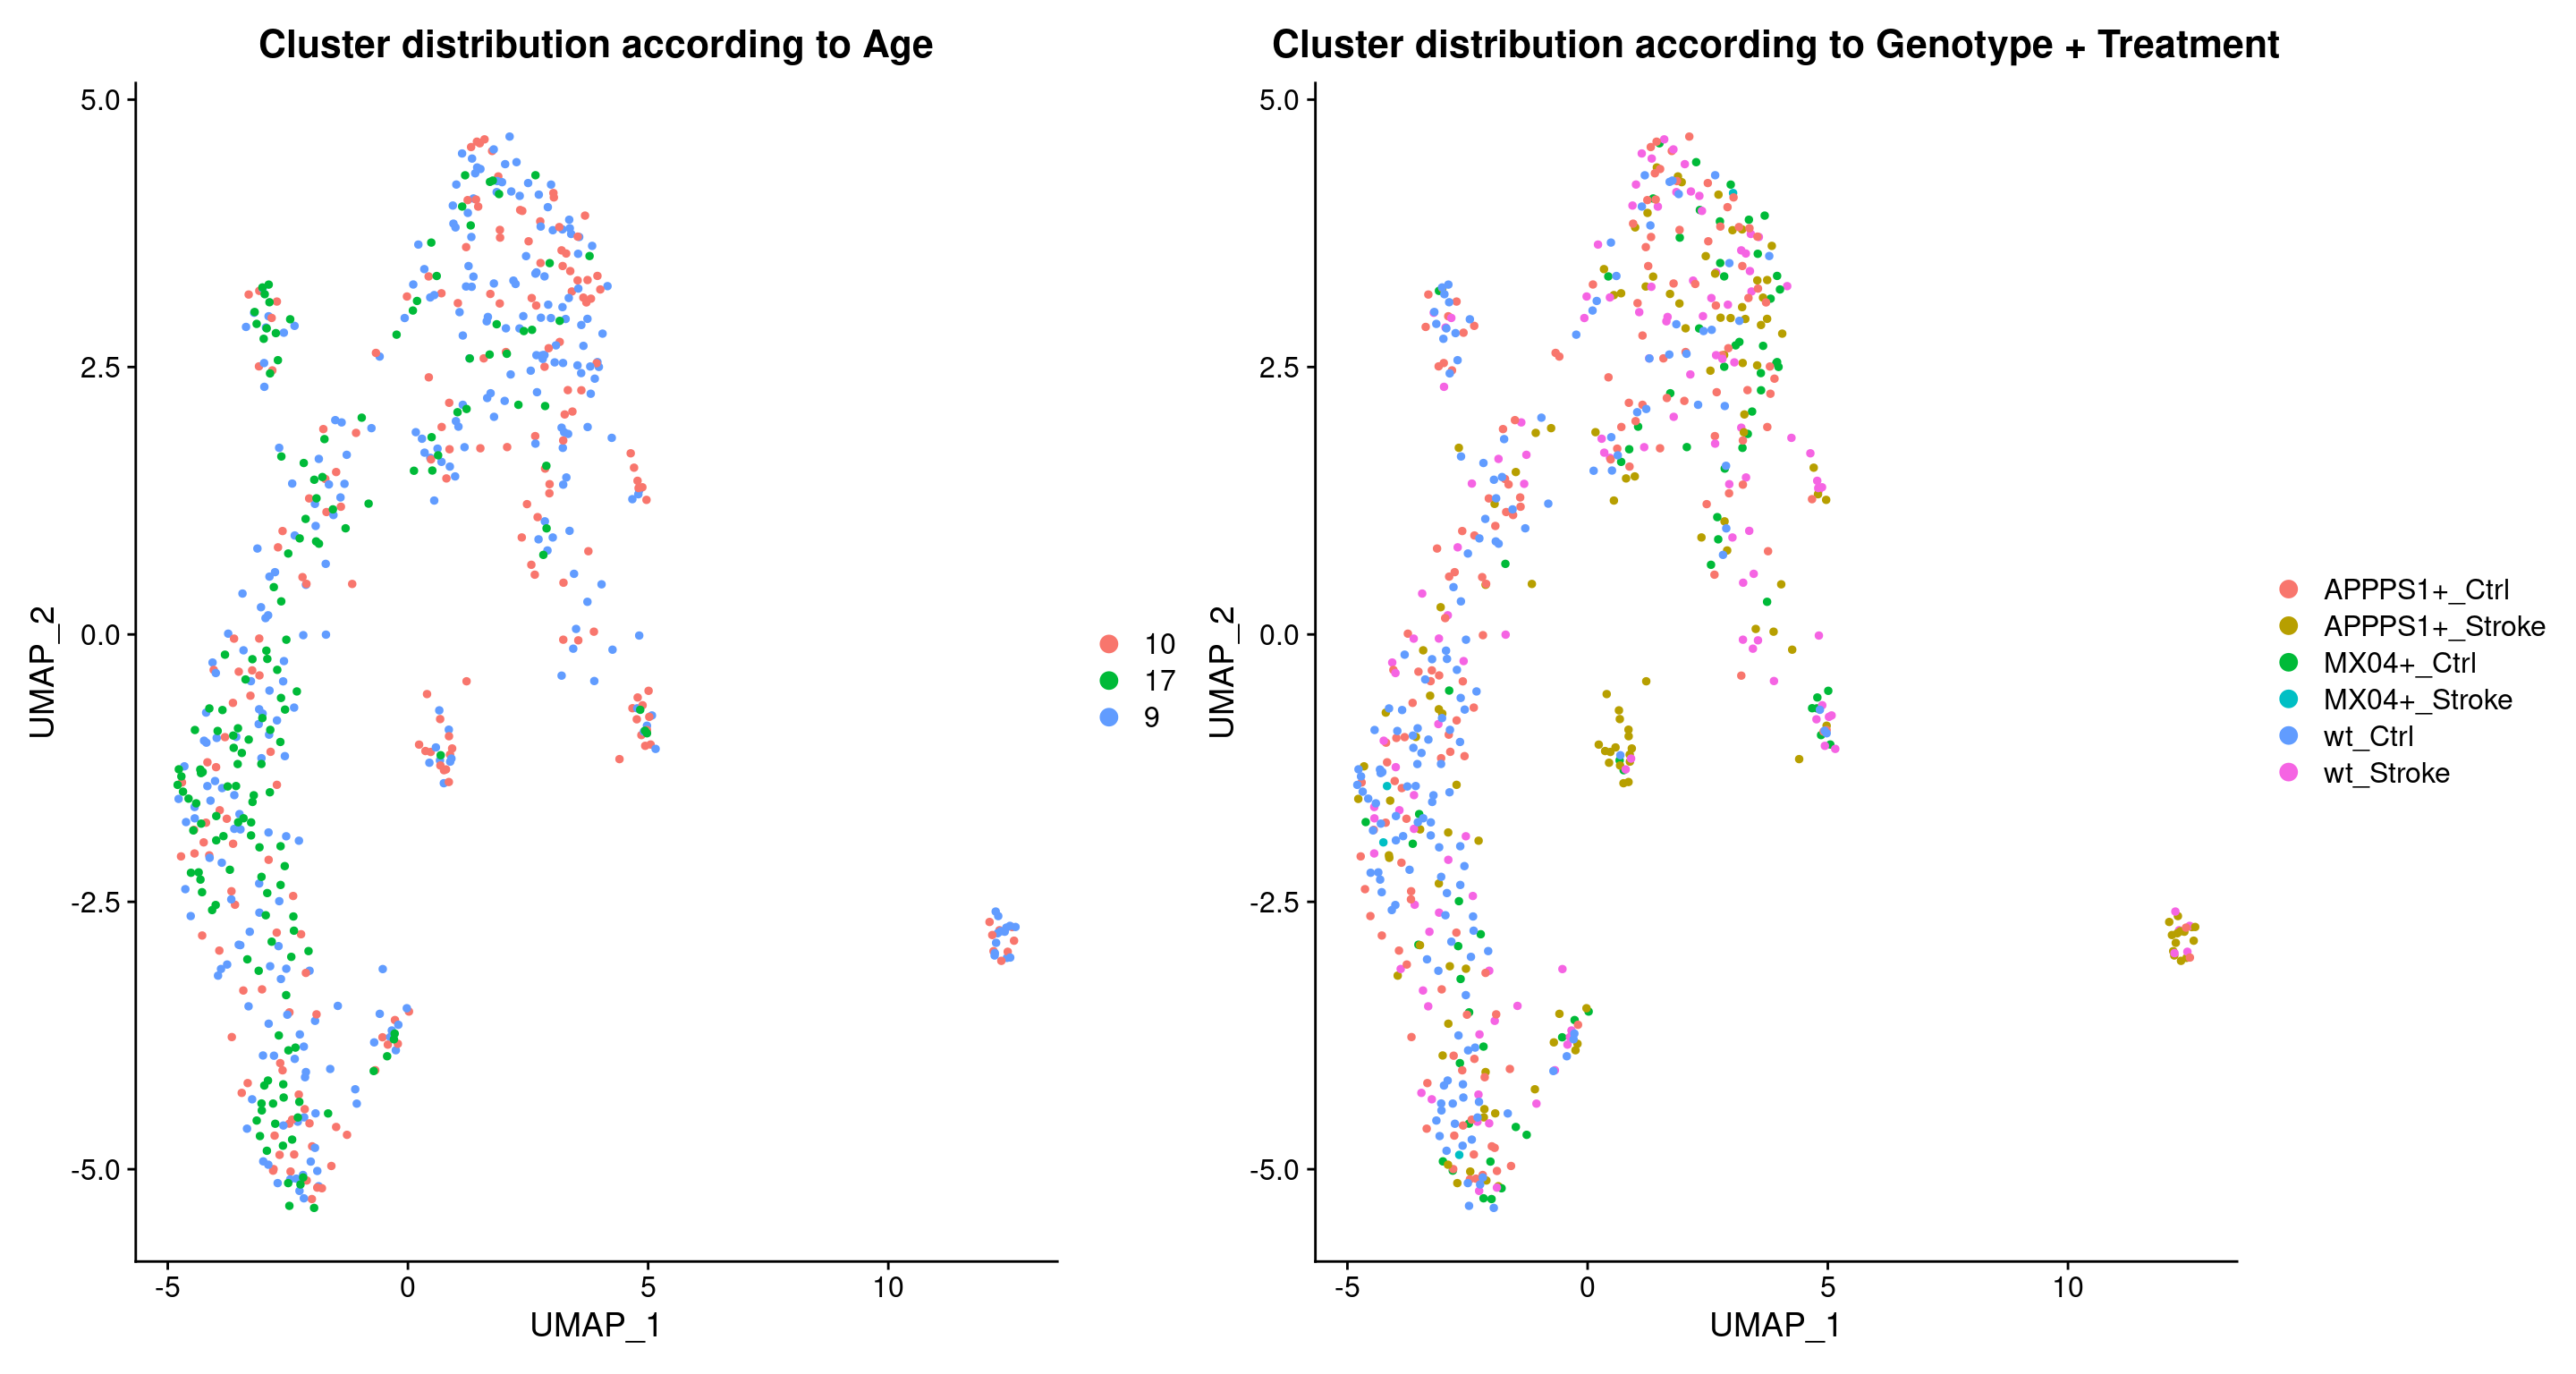 Cluster distribution according to Age
5.0
2.5
0.0
-2.5
-5.0
UMAP_2
-5
0
5
10
UMAP_1
10
17
9
Cluster distribution according to Genotype + Treatment
5.0
2.5
0.0
-2.5
-5.0
UMAP_2
-5
0
5
10
UMAP_1
APPPS1+_Ctrl
APPPS1+_Stroke
MX04+_Ctrl
MX04+_Stroke
wt_Ctrl
wt_Stroke